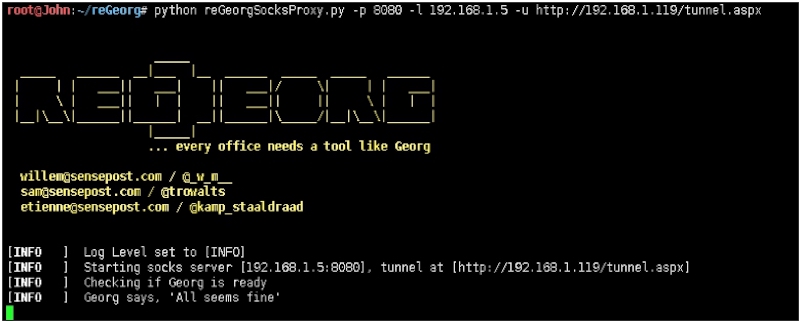 root@John:~/reGeorg# python reGeorgSocksProxy.py -p 8080 -l 192.168.1.5 -u http://192.168.1.119/tunnel.aspx
REGEORG
... every office needs a tool like Georg
willem@sensepost.com / @_w_m__
sam@sensepost.com / @trowalts
etienne@sensepost.com / @kamp_staaldraad
[INFO   ]  Log Level set to [INFO]
[INFO   ]  Starting socks server [192.168.1.5:8080], tunnel at [http://192.168.1.119/tunnel.aspx]
[INFO   ]  Checking if Georg is ready
[INFO   ]  Georg says, 'All seems fine'